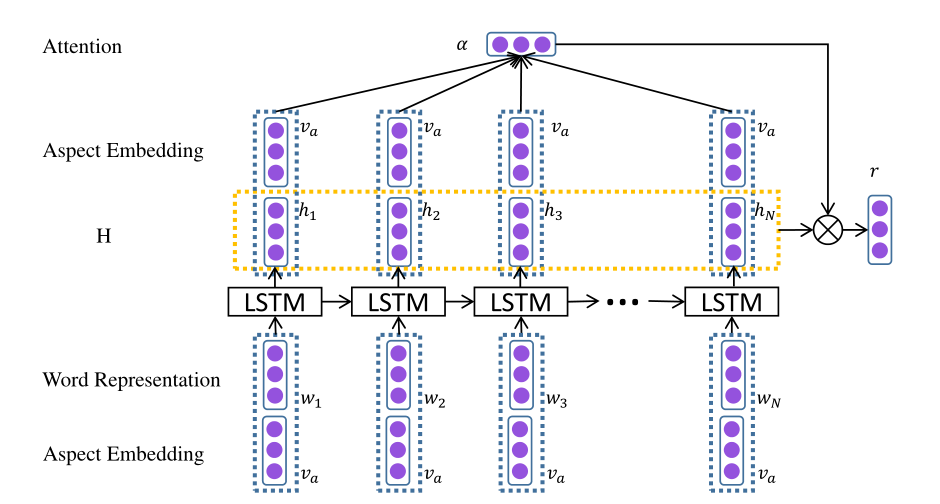 Attention α
Aspect Embedding v_a v_a v_a v_a
r
H h_1 h_2 h_3 h_N
LSTM LSTM LSTM ••• LSTM
Word Representation w_1 w_2 w_3 w_N
Aspect Embedding v_a v_a v_a v_a